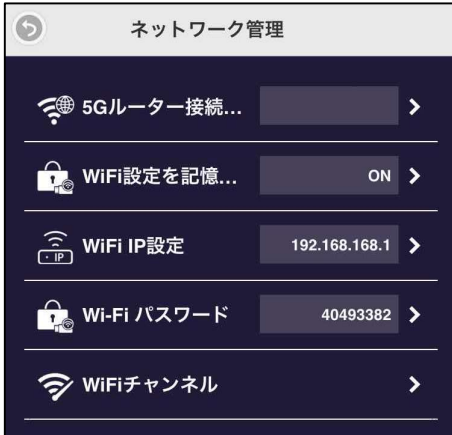 ネットワーク管理
5Gルーター接続...
WiFi設定を記憶... ON
WiFi IP設定 192.168.168.1
Wi-Fi パスワード 40493382
WiFiチャンネル